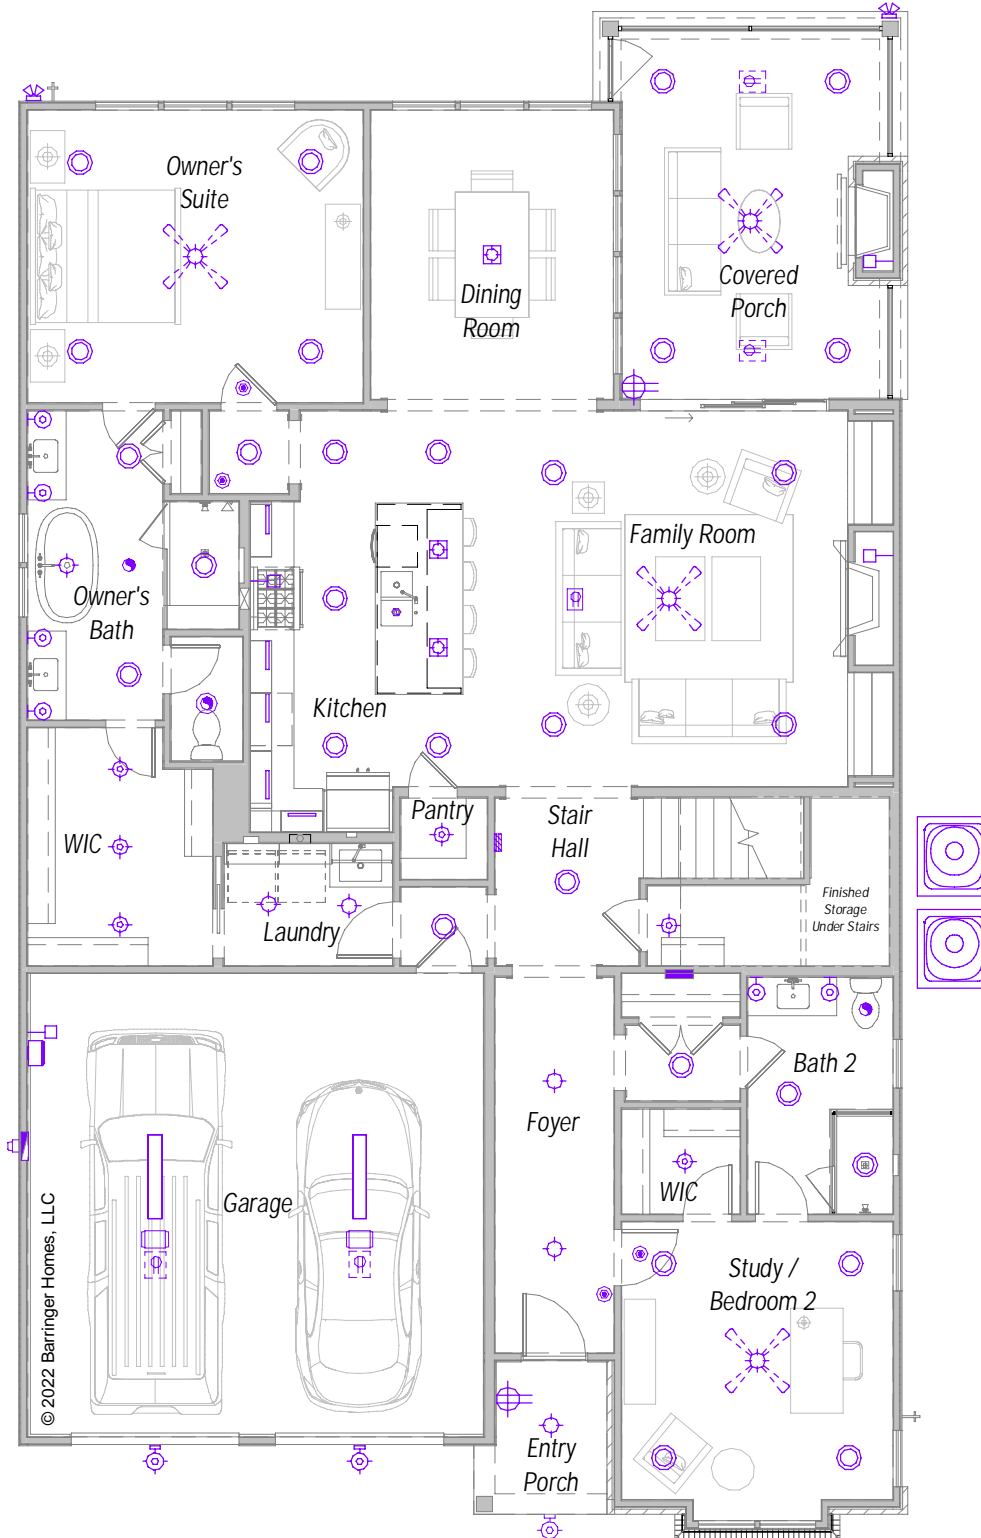 Owner's
Suite
Dining
Room
Covered
Porch
Family Room
Owner's
Bath
Kitchen
Pantry
Stair
Hall
WIC
Laundry
Finished
Storage
Under Stairs
Bath 2
Foyer
WIC
Garage
Study /
Bedroom 2
Entry
Porch
© 2022 Barringer Homes, LLC